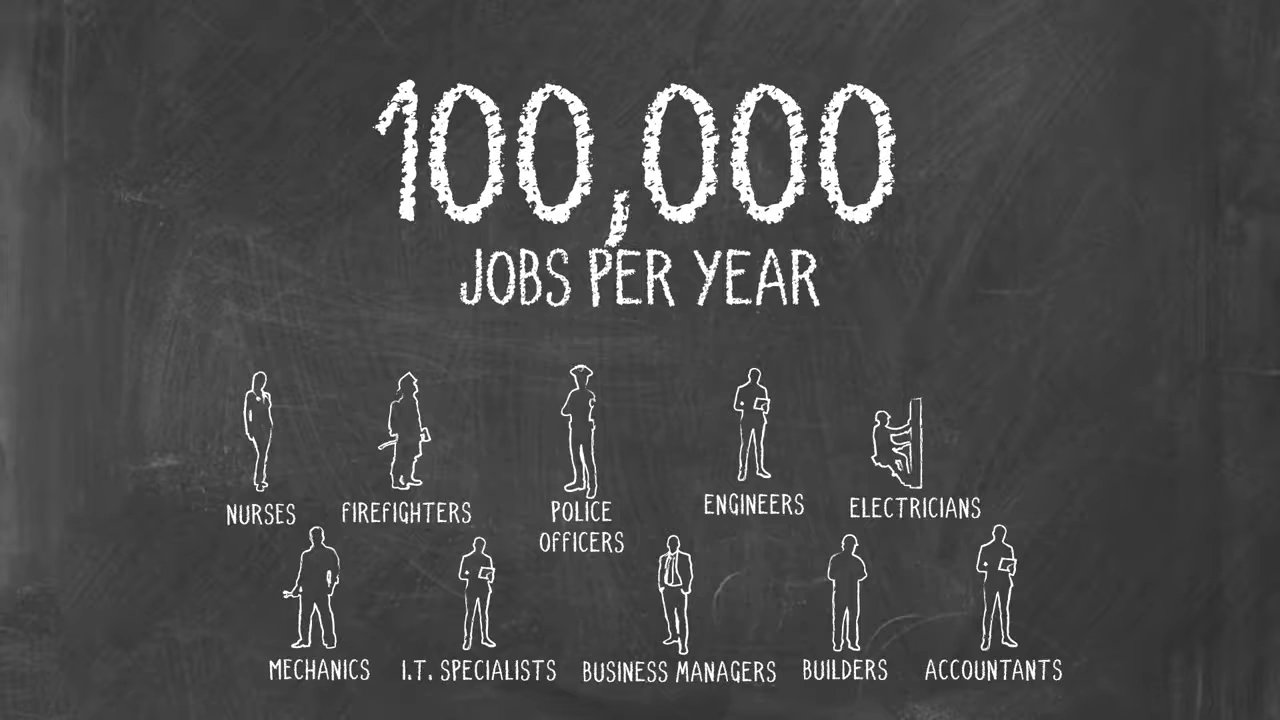 100,000
JOBS PER YEAR
NURSES
FIREFIGHTERS
POLICE
OFFICERS
ENGINEERS
ELECTRICIANS
MECHANICS
I.T. SPECIALISTS
BUSINESS MANAGERS
BUILDERS
ACCOUNTANTS